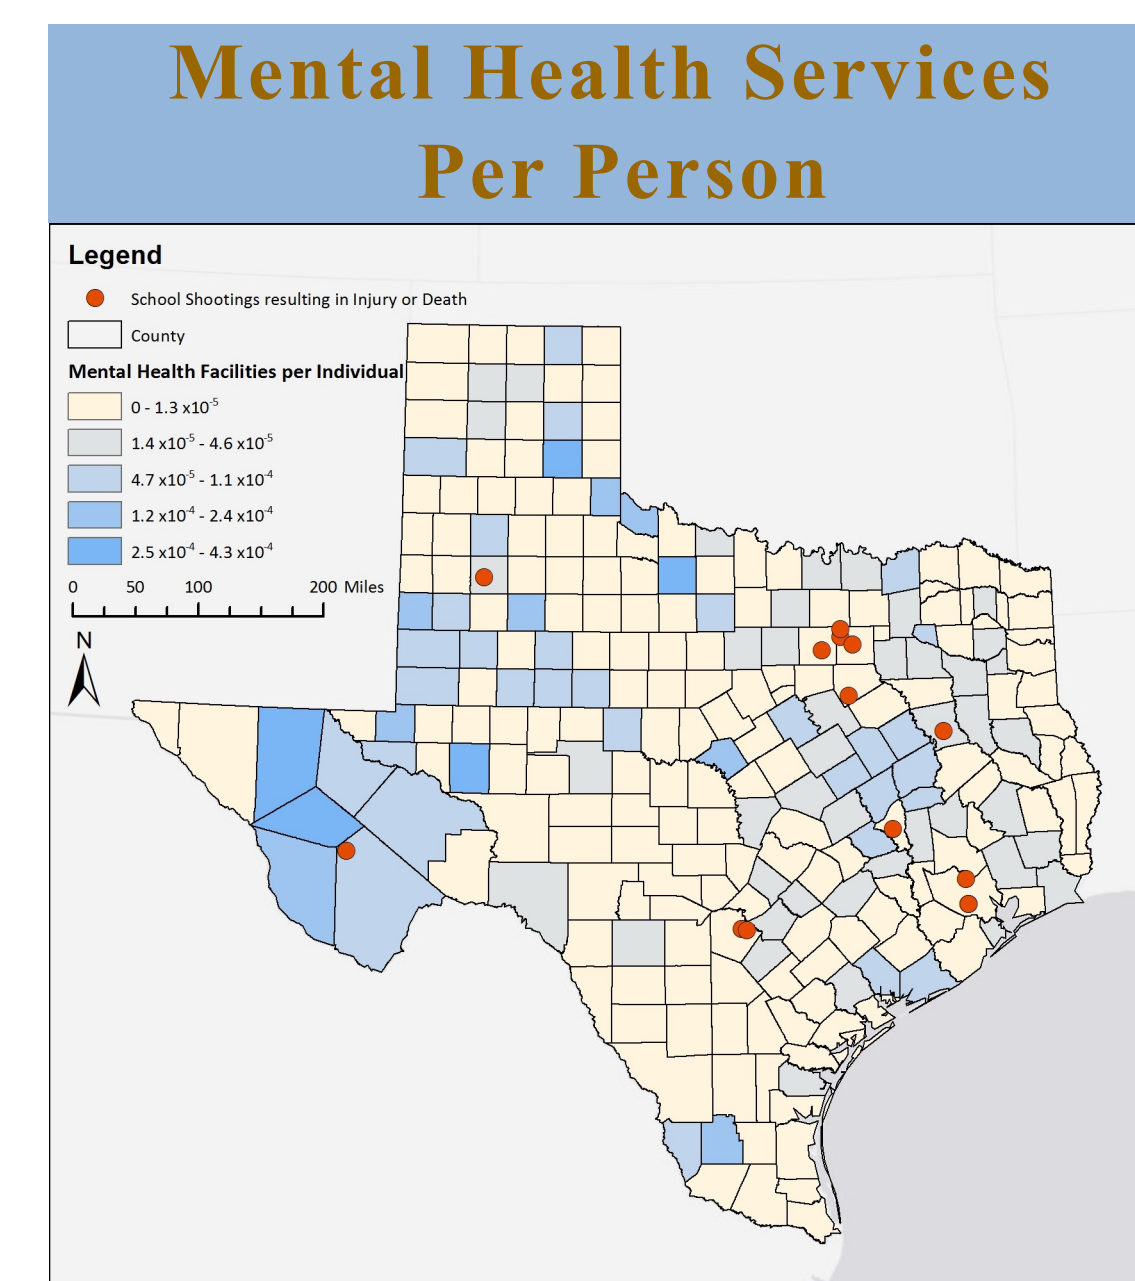 Mental Health Services
Per Person
Legend
School Shootings resulting in Injury or Death
County
Mental Health Facilities per Individual
0 - 1.3 x10⁻⁵
1.4 x10⁻⁵ - 4.6 x10⁻⁵
4.7 x10⁻⁵ - 1.1 x10⁻⁴
1.2 x10⁻⁴ - 2.4 x10⁻⁴
2.5 x10⁻⁴ - 4.3 x10⁻⁴
0 50 100 200 Miles
N